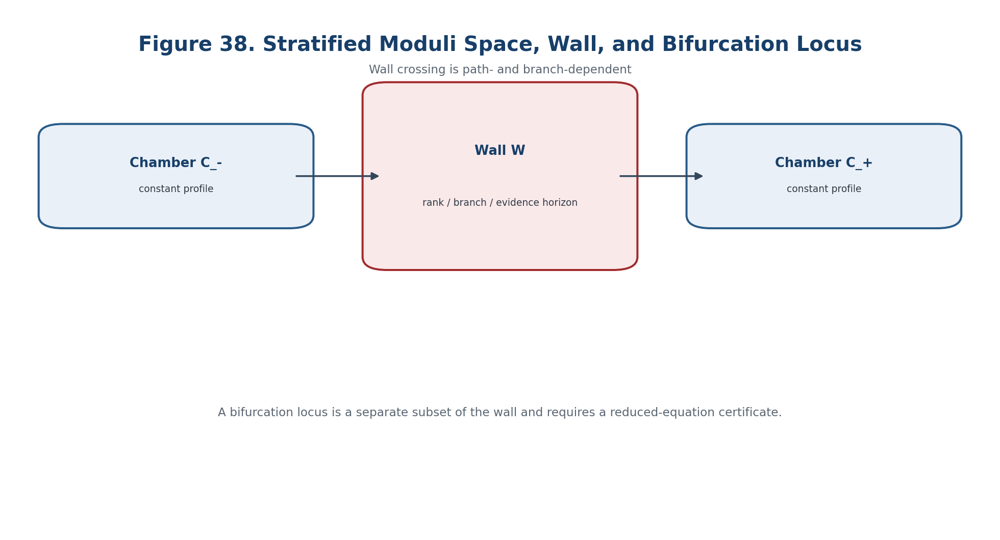 Figure 38. Stratified Moduli Space, Wall, and Bifurcation Locus
Wall crossing is path- and branch-dependent
Chamber C_-
constant profile
Wall W
rank / branch / evidence horizon
Chamber C_+
constant profile
A bifurcation locus is a separate subset of the wall and requires a reduced-equation certificate.